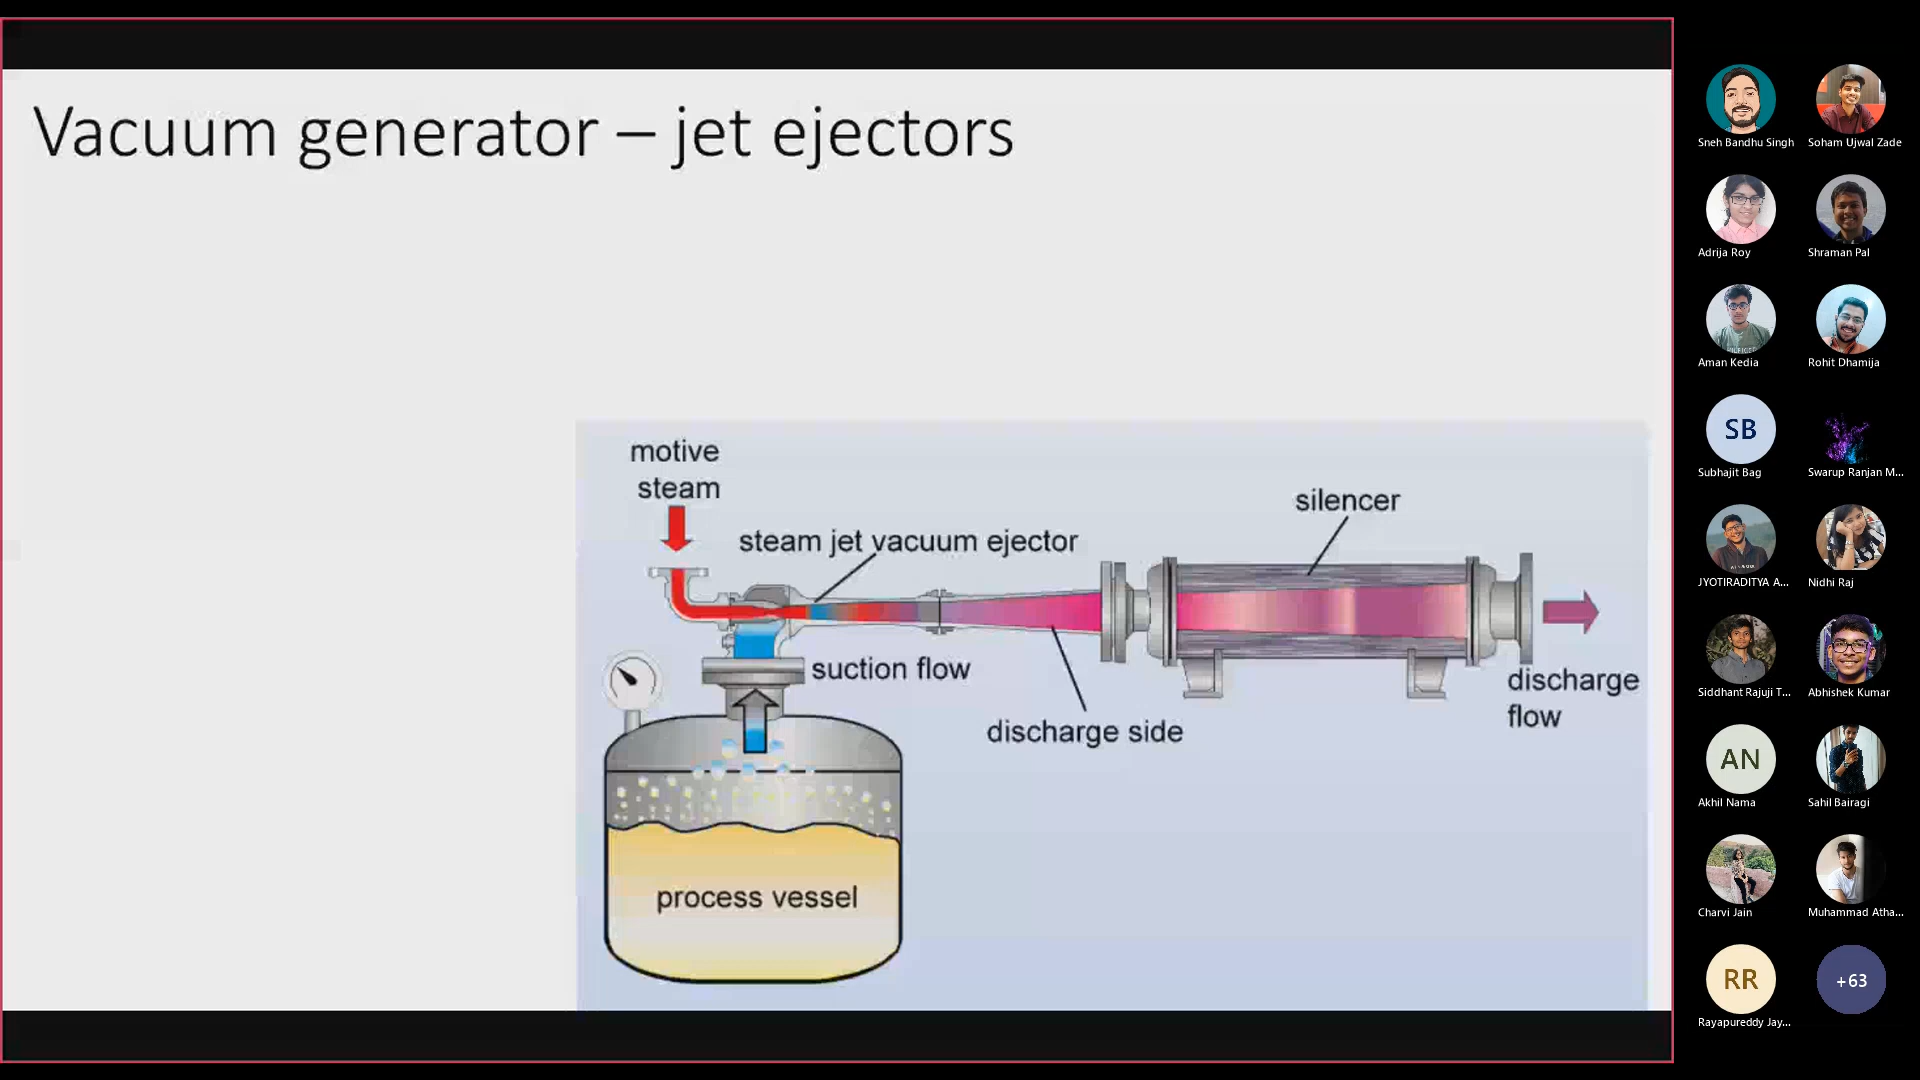 Vacuum generator – jet ejectors
motive
steam
steam jet vacuum ejector
silencer
suction flow
discharge side
discharge
flow
process vessel
Sneh Bandhu Singh
Soham Ujwal Zade
Adrija Roy
Shraman Pal
Aman Kedia
Rohit Dhamija
SB
Subhajit Bag
Swarup Ranjan M...
JYOTIRADITYA A...
Nidhi Raj
Siddhant Rajuji T...
Abhishek Kumar
AN
Akhil Nama
Sahil Bairagi
Charvi Jain
Muhammad Atha...
RR
Rayapureddy Jay...
+63